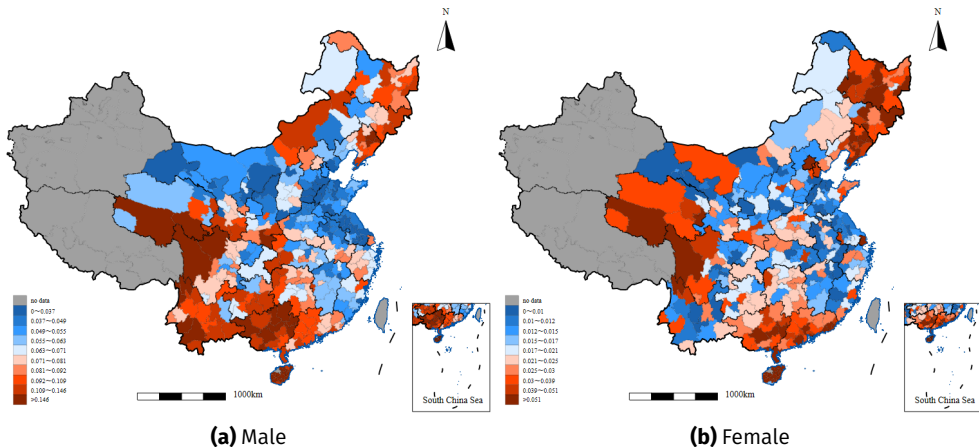 N
no data
0～0.037
0.037～0.049
0.049～0.055
0.055～0.063
0.063～0.071
0.071～0.081
0.081～0.092
0.092～0.109
0.109～0.146
>0.146
1000km
South China Sea
(a) Male
N
no data
0～0.01
0.01～0.012
0.012～0.015
0.015～0.017
0.017～0.021
0.021～0.025
0.025～0.03
0.03～0.039
0.039～0.051
>0.051
1000km
South China Sea
(b) Female